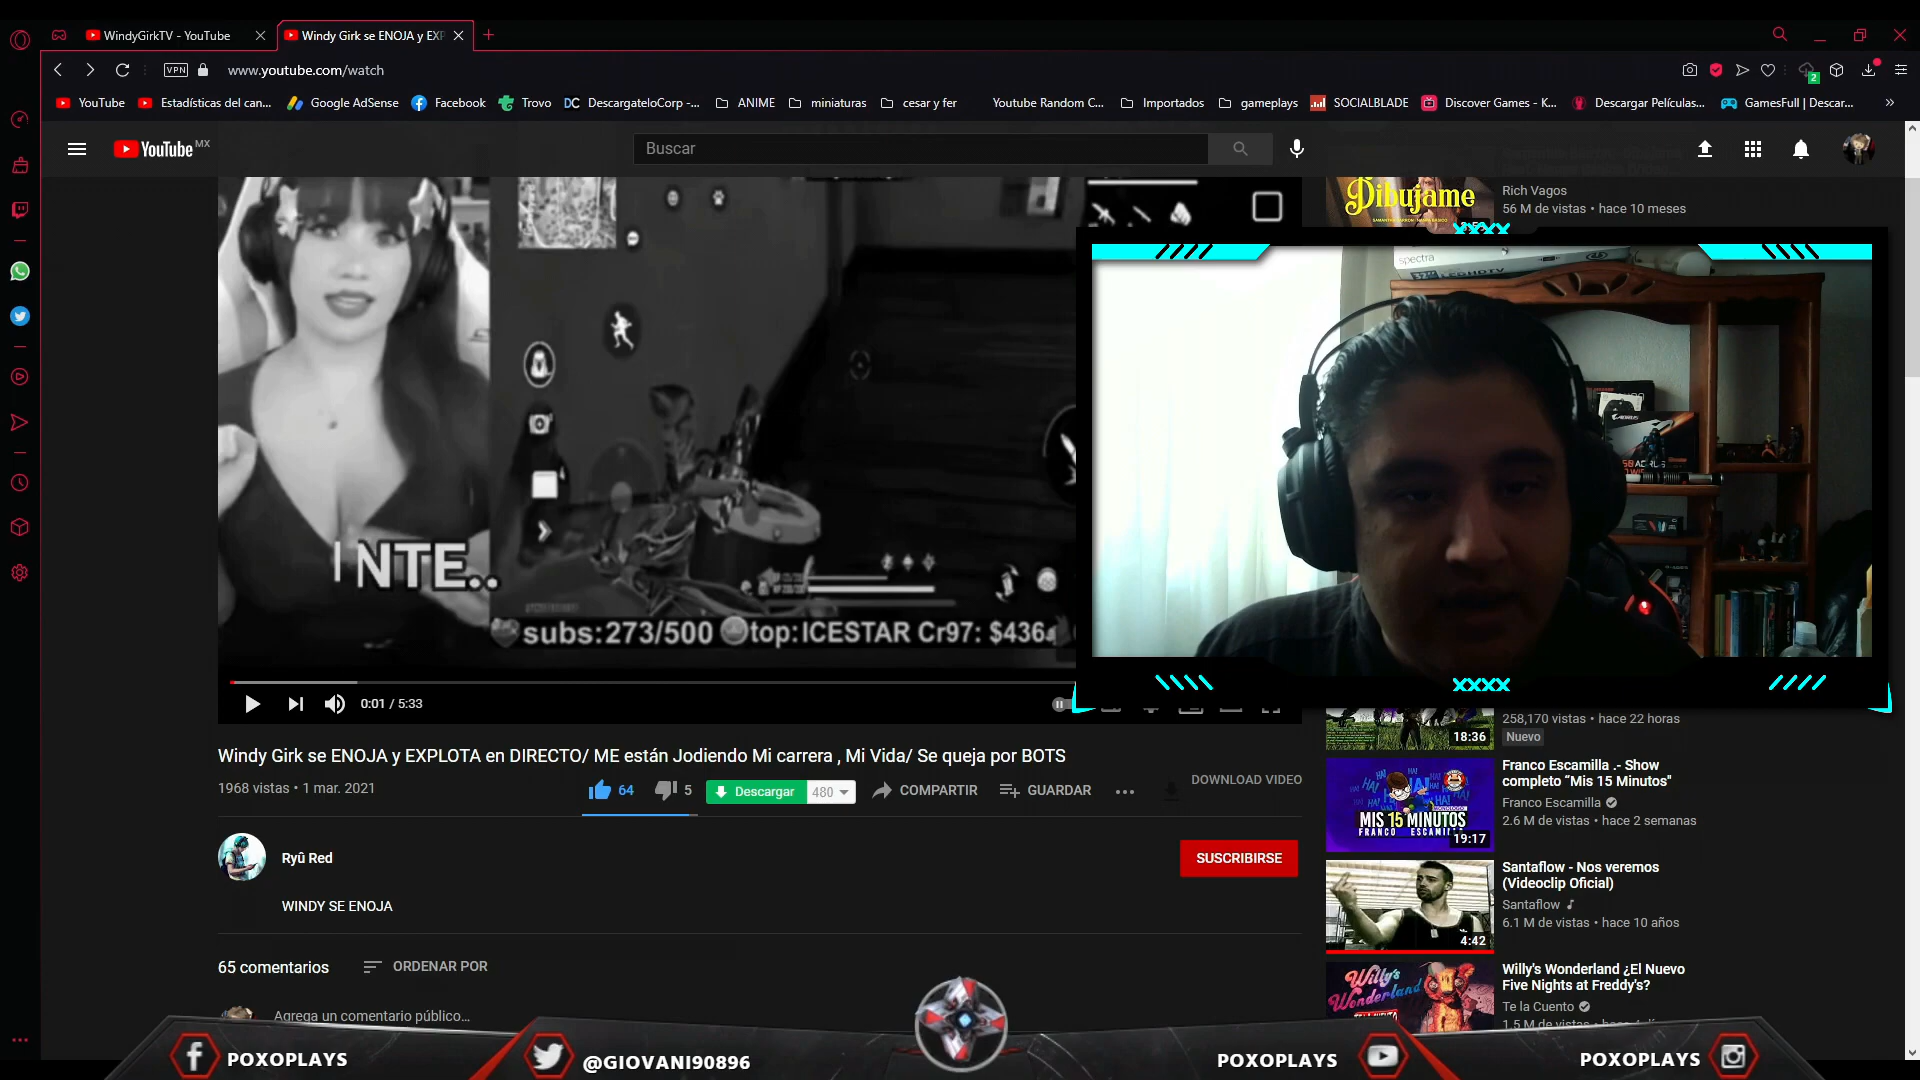 WindyGirkTV - YouTube
Windy Girk se ENOJA y EXP
VPN
www.youtube.com/watch
2
YouTube
Estadísticas del can...
Google AdSense
Facebook
Trovo
DC DescargateloCorp -...
ANIME
miniaturas
cesar y fer
Youtube Random C...
Importados
gameplays
SOCIALBLADE
Discover Games - K...
Descargar Películas...
GamesFull | Descar...
YouTube MX
Buscar
Dibujame
Rich Vagos
56 M de vistas • hace 10 meses
XXXX
spectra
AORUS
INTE..
subs:273/500 top:ICESTAR Cr97: $436
XXXX
0:01 / 5:33
Windy Girk se ENOJA y EXPLOTA en DIRECTO/ ME están Jodiendo Mi carrera , Mi Vida/ Se queja por BOTS
1968 vistas • 1 mar. 2021
64
5
Descargar
480
COMPARTIR
GUARDAR
DOWNLOAD VIDEO
Ryû Red
SUSCRIBIRSE
WINDY SE ENOJA
65 comentarios
ORDENAR POR
Agrega un comentario público...
258,170 vistas • hace 22 horas
18:36
Nuevo
Franco Escamilla .- Show
completo “Mis 15 Minutos"
Franco Escamilla
2.6 M de vistas • hace 2 semanas
MIS 15 MINUTOS
FRANCO ESCAMILLA
19:17
Santaflow - Nos veremos
(Videoclip Oficial)
Santaflow
6.1 M de vistas • hace 10 años
4:42
Willy's Wonderland ¿El Nuevo
Five Nights at Freddy's?
Te la Cuento
Willy's
Wonderland
POXOPLAYS
@GIOVANI90896
POXOPLAYS
POXOPLAYS